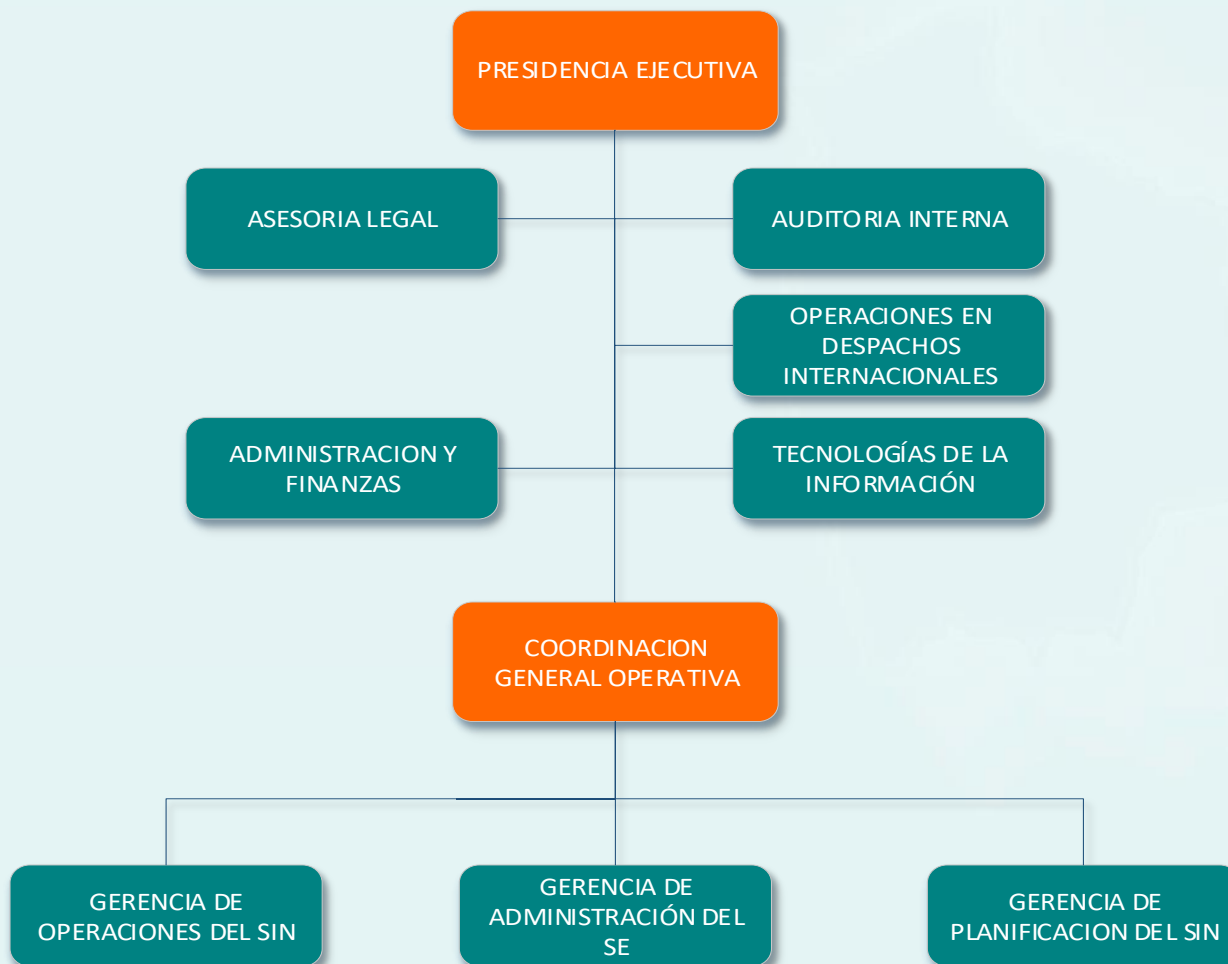 PRESIDENCIA EJECUTIVA
ASESORIA LEGAL
AUDITORIA INTERNA
OPERACIONES EN
DESPACHOS
INTERNACIONALES
ADMINISTRACION Y
FINANZAS
TECNOLOGÍAS DE LA
INFORMACIÓN
COORDINACION
GENERAL OPERATIVA
GERENCIA DE
OPERACIONES DEL SIN
GERENCIA DE
ADMINISTRACIÓN DEL
SE
GERENCIA DE
PLANIFICACION DEL SIN